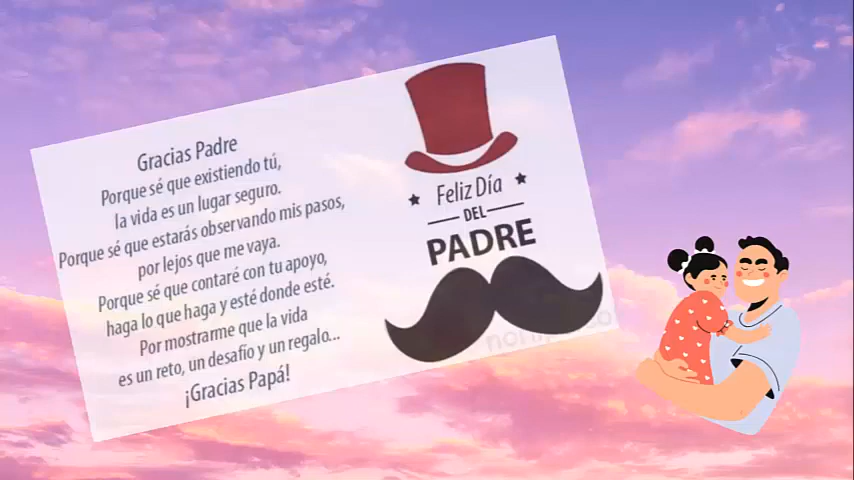 Gracias Padre
Porque sé que existiendo tú,
la vida es un lugar seguro.
Porque sé que estarás observando mis pasos,
por lejos que me vaya.
Porque sé que contaré con tu apoyo,
haga lo que haga y esté donde esté.
Por mostrarme que la vida
es un reto, un desafío y un regalo...
¡Gracias Papá!
Feliz Día
DEL
PADRE